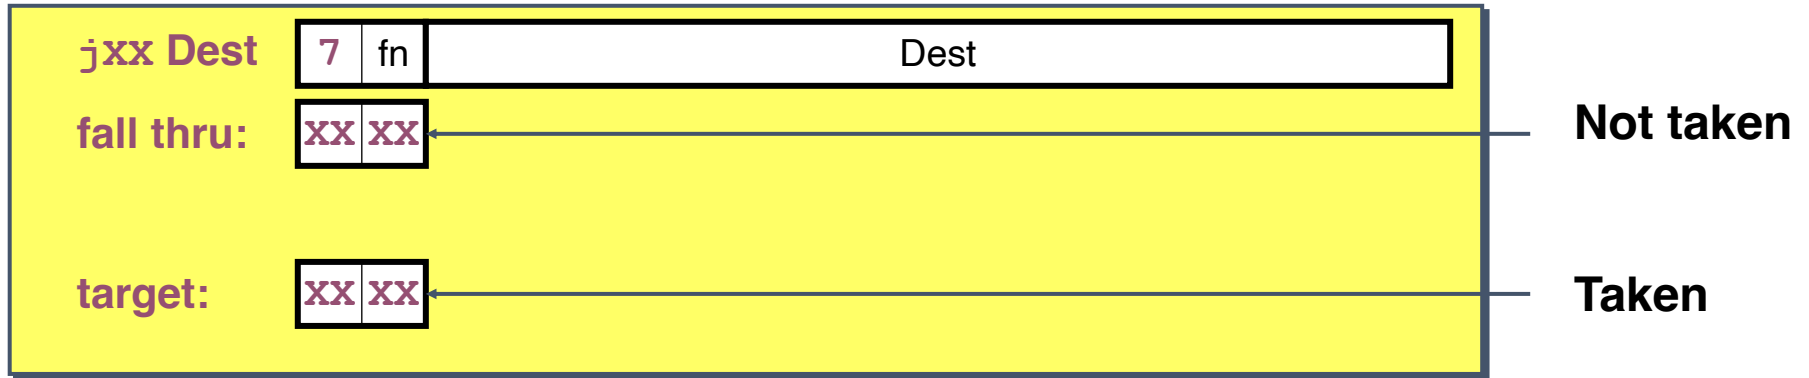 jXX Dest 7 fn Dest
fall thru: XX XX Not taken
target: XX XX Taken